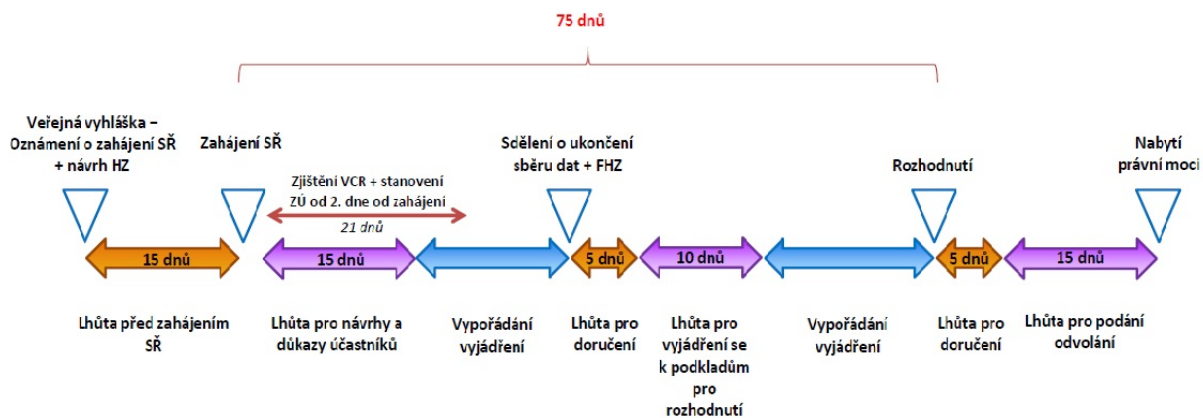 75 dnů
Veřejná vyhláška –
Oznámení o zahájení SŘ
+ návrh HZ
Zahájení SŘ
Zjištění VCR + stanovení
ZÚ od 2. dne od zahájení
21 dnů
Sdělení o ukončení
sběru dat + FHZ
Rozhodnutí
Nabytí
právní moci
15 dnů
15 dnů
5 dnů
10 dnů
5 dnů
15 dnů
Lhůta před zahájením
SŘ
Lhůta pro návrhy a
důkazy účastníků
Vypořádání
vyjádření
Lhůta pro
doručení
Lhůta pro
vyjádření se
k podkladům
pro
rozhodnutí
Vypořádání
vyjádření
Lhůta pro
doručení
Lhůta pro podání
odvolání